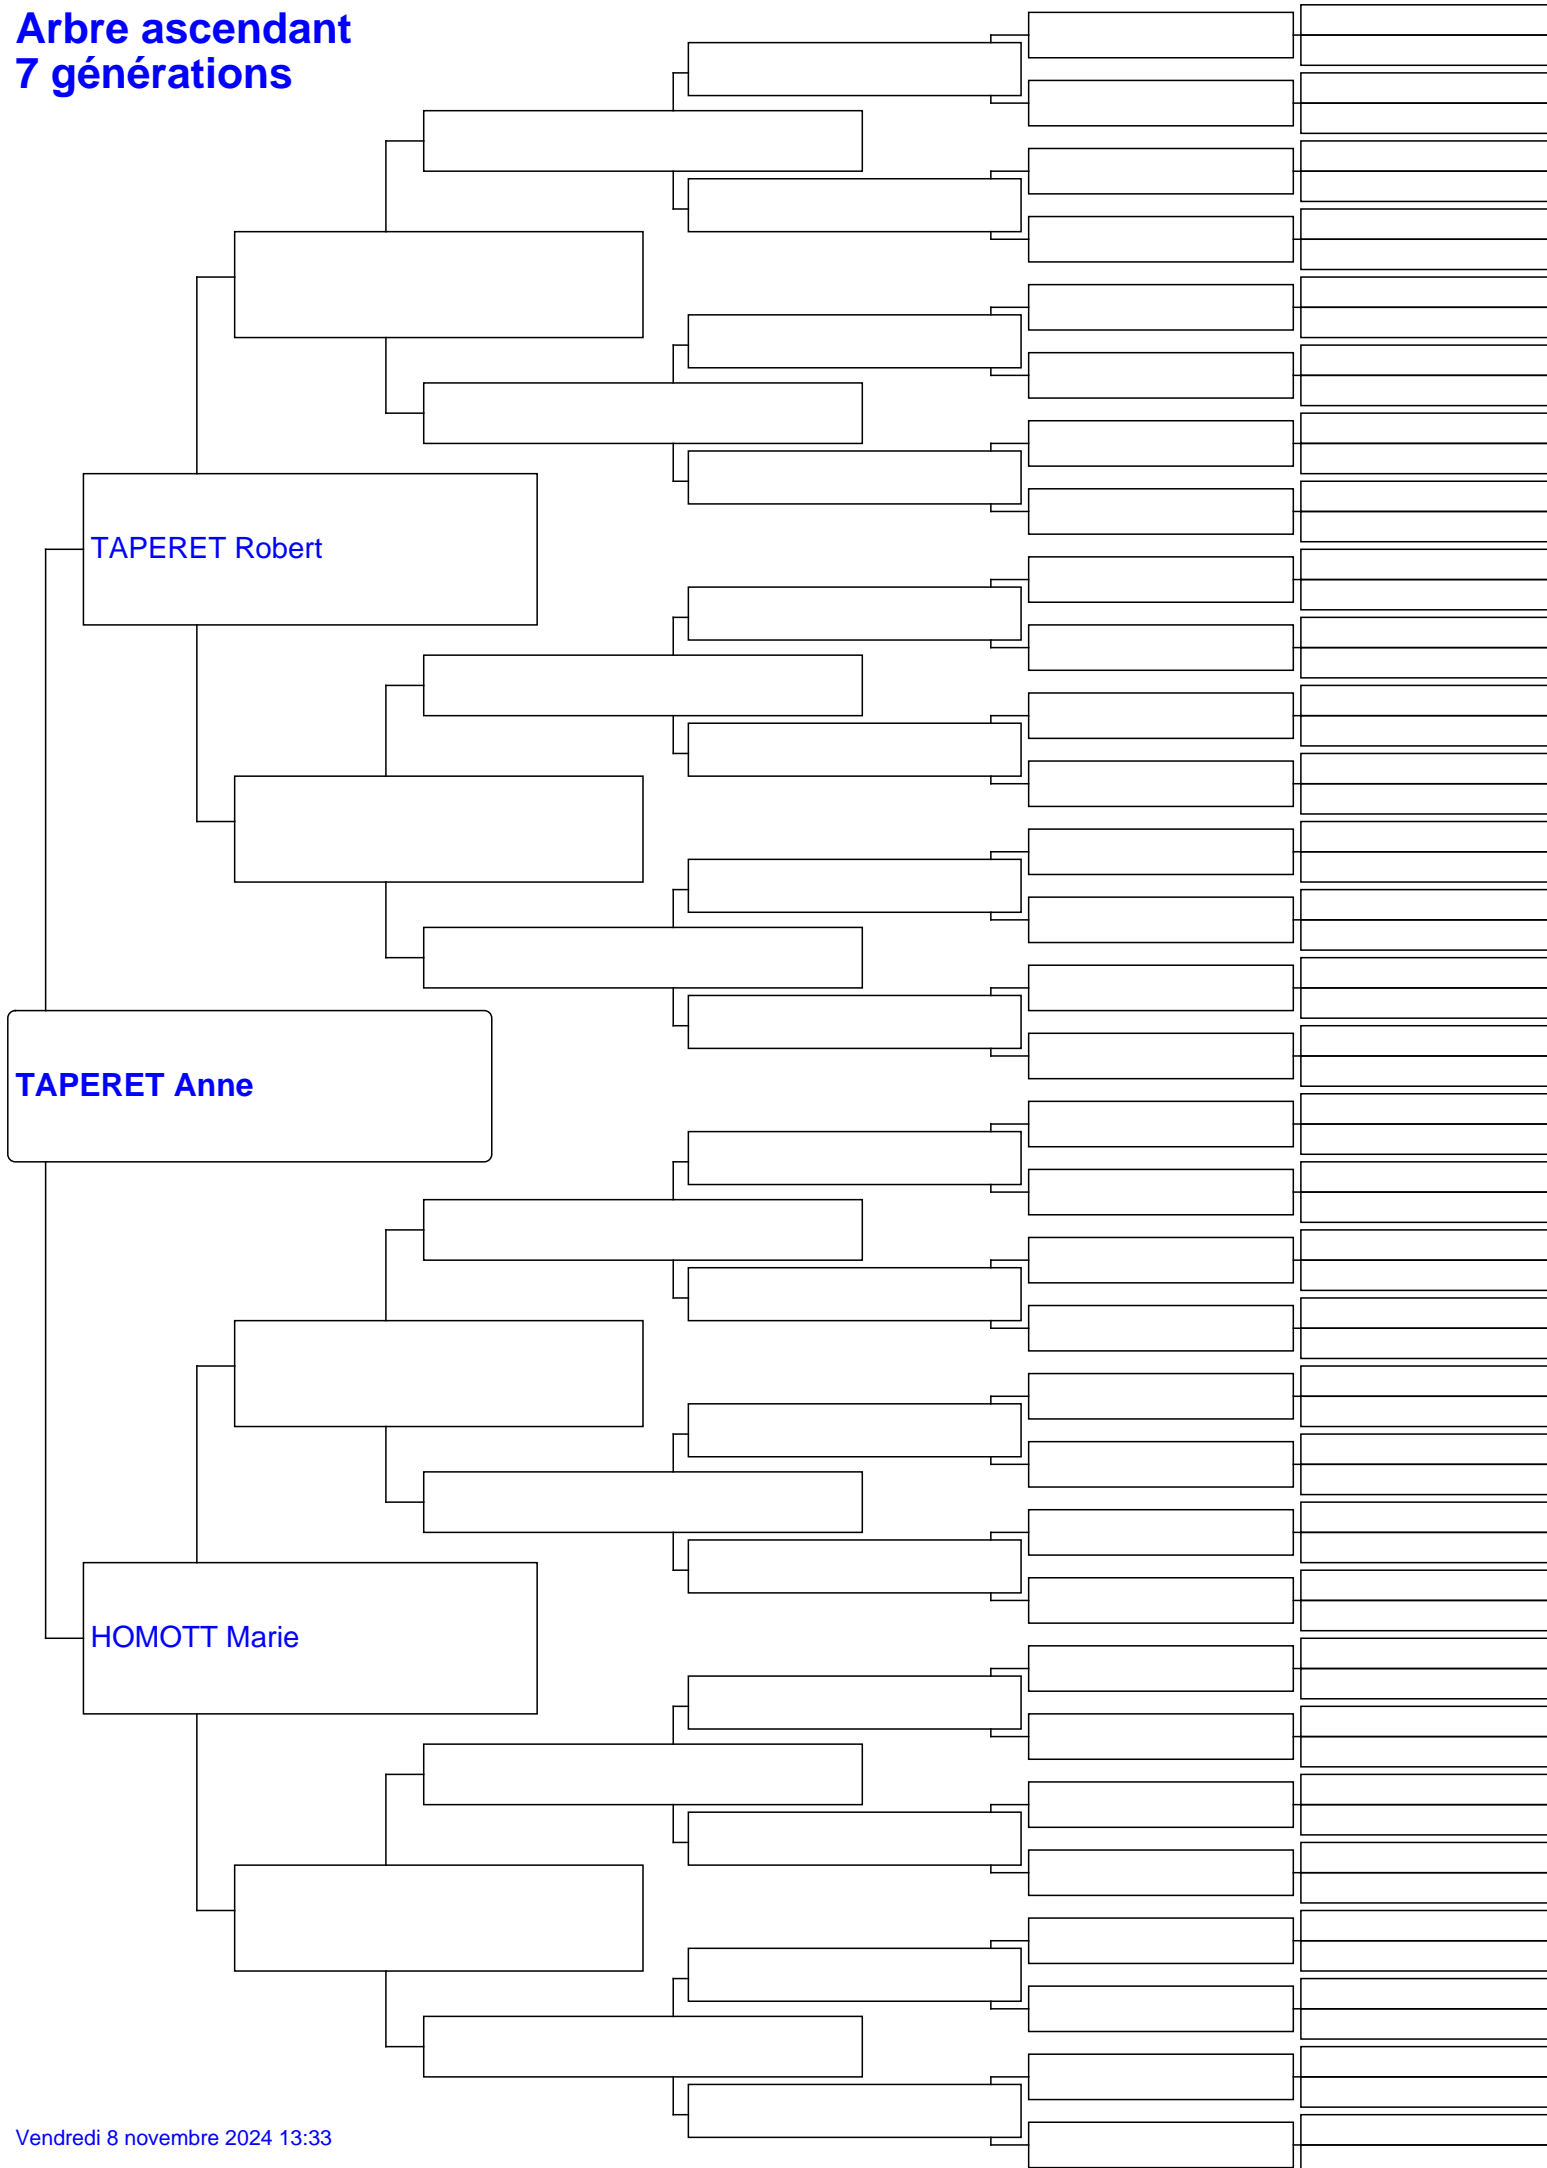 Arbre ascendant
7 générations
TAPERET Robert
TAPERET Anne
HOMOTT Marie
Vendredi 8 novembre 2024 13:33